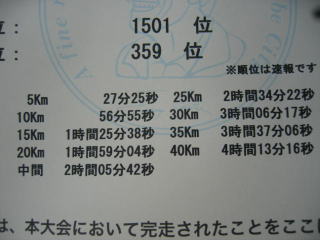 A fine
The Ci
位： 1501 位
位： 359 位
※順位は速報です
5Km 27分25秒 25Km 2時間34分22秒
10Km 56分55秒 30Km 3時間06分17秒
15Km 1時間25分38秒 35Km 3時間37分06秒
20Km 1時間59分04秒 40Km 4時間13分16秒
中間 2時間05分42秒
は、本大会において完走されたことをここに